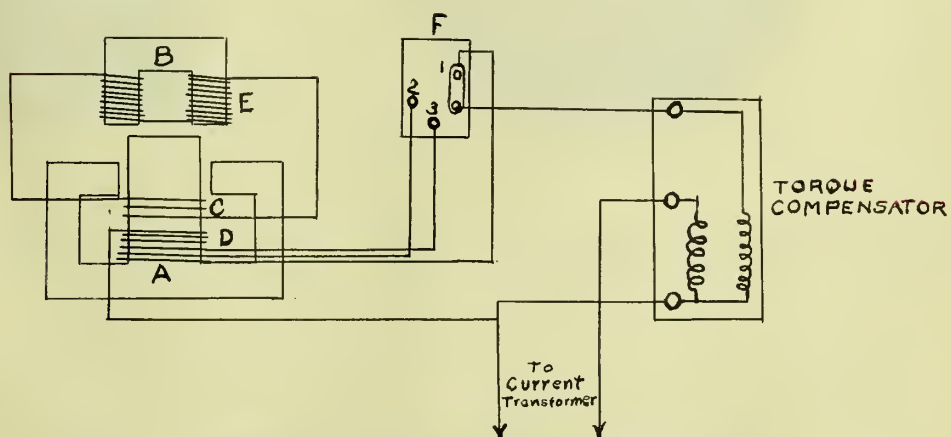 F
B
1
2
E
3
C
D
A
TORQUE
COMPENSATOR
To
Current
Transformer